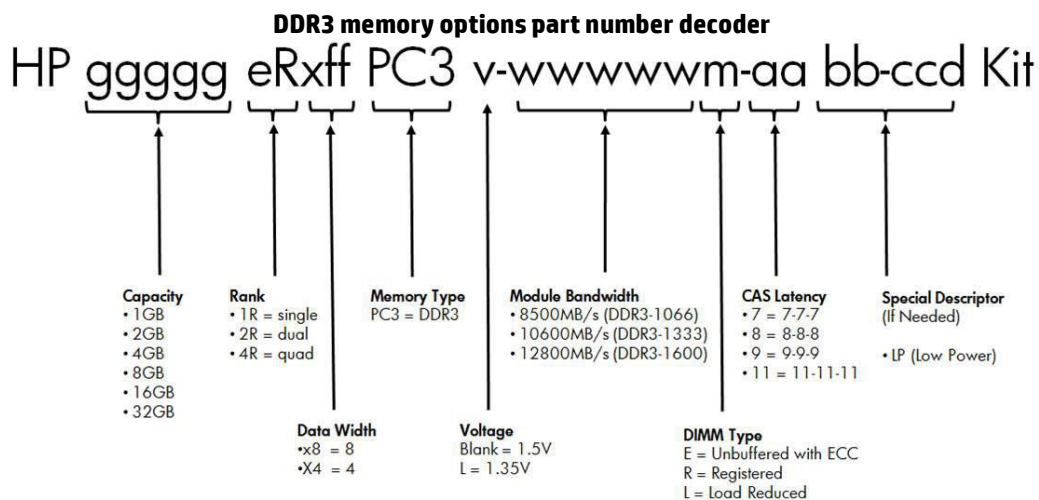 DDR3 memory options part number decoder
HP ggggg eRxff PC3 v-wwwwwm-aa bb-ccd Kit
Capacity
• 1GB
• 2GB
• 4GB
• 8GB
• 16GB
• 32GB
Rank
• 1R = single
• 2R = dual
• 4R = quad
Memory Type
PC3 = DDR3
Module Bandwidth
• 8500MB/s (DDR3-1066)
• 10600MB/s (DDR3-1333)
• 12800MB/s (DDR3-1600)
CAS Latency
• 7 = 7-7-7
• 8 = 8-8-8
• 9 = 9-9-9
• 11 = 11-11-11
Special Descriptor
(If Needed)
• LP (Low Power)
Data Width
•x8 = 8
•X4 = 4
Voltage
Blank = 1.5V
L = 1.35V
DIMM Type
E = Unbuffered with ECC
R = Registered
L = Load Reduced